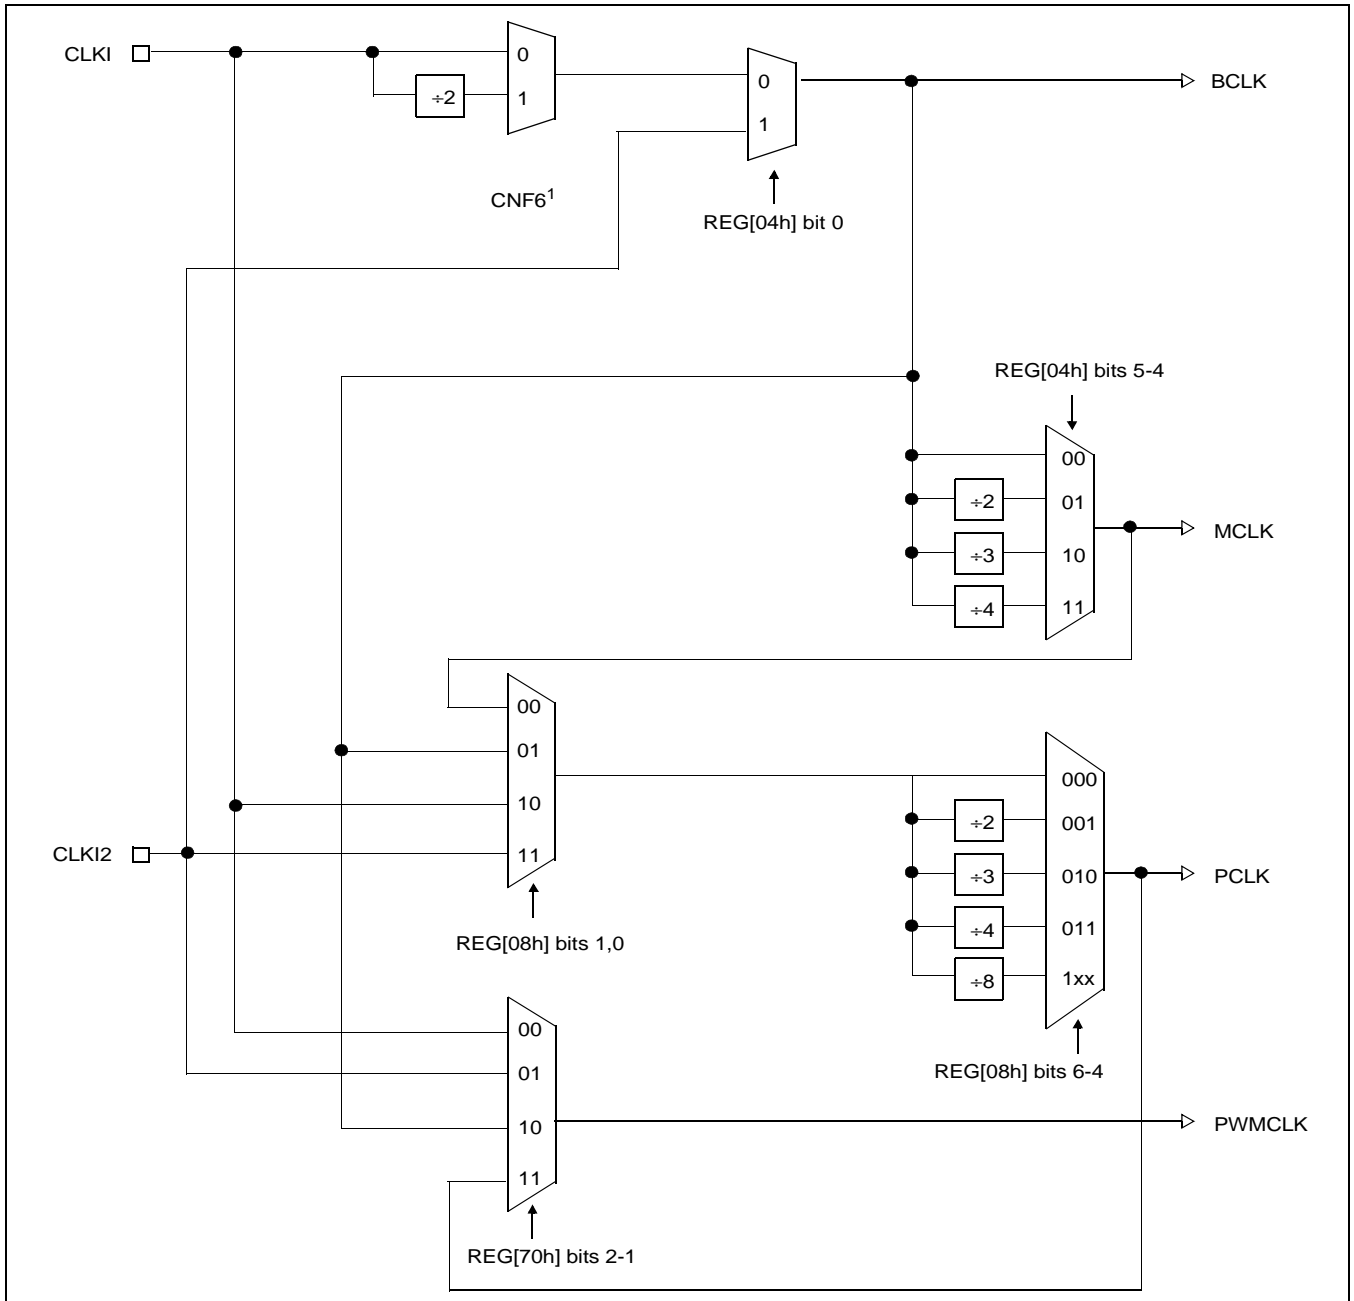 CLKI
0
÷2
1
0
1
BCLK
CNF6¹
REG[04h] bit 0
REG[04h] bits 5-4
00
÷2
01
MCLK
÷3
10
÷4
11
00
01
10
11
CLKI2
REG[08h] bits 1,0
000
÷2
001
÷3
010
PCLK
÷4
011
÷8
1xx
REG[08h] bits 6-4
00
01
10
11
PWMCLK
REG[70h] bits 2-1